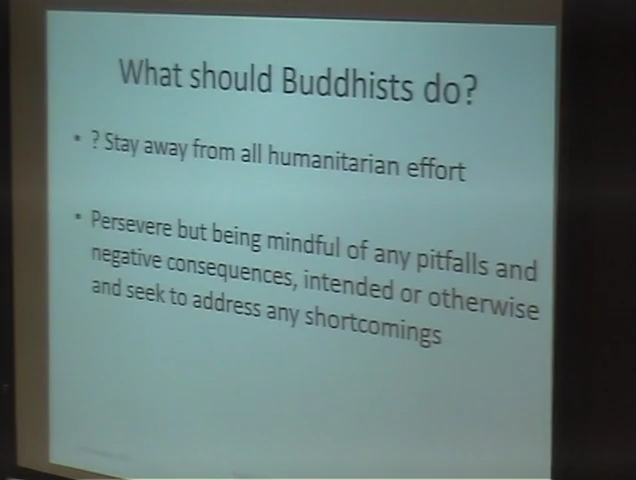 What should Buddhists do?
• ? Stay away from all humanitarian effort
• Persevere but being mindful of any pitfalls and
negative consequences, intended or otherwise
and seek to address any shortcomings